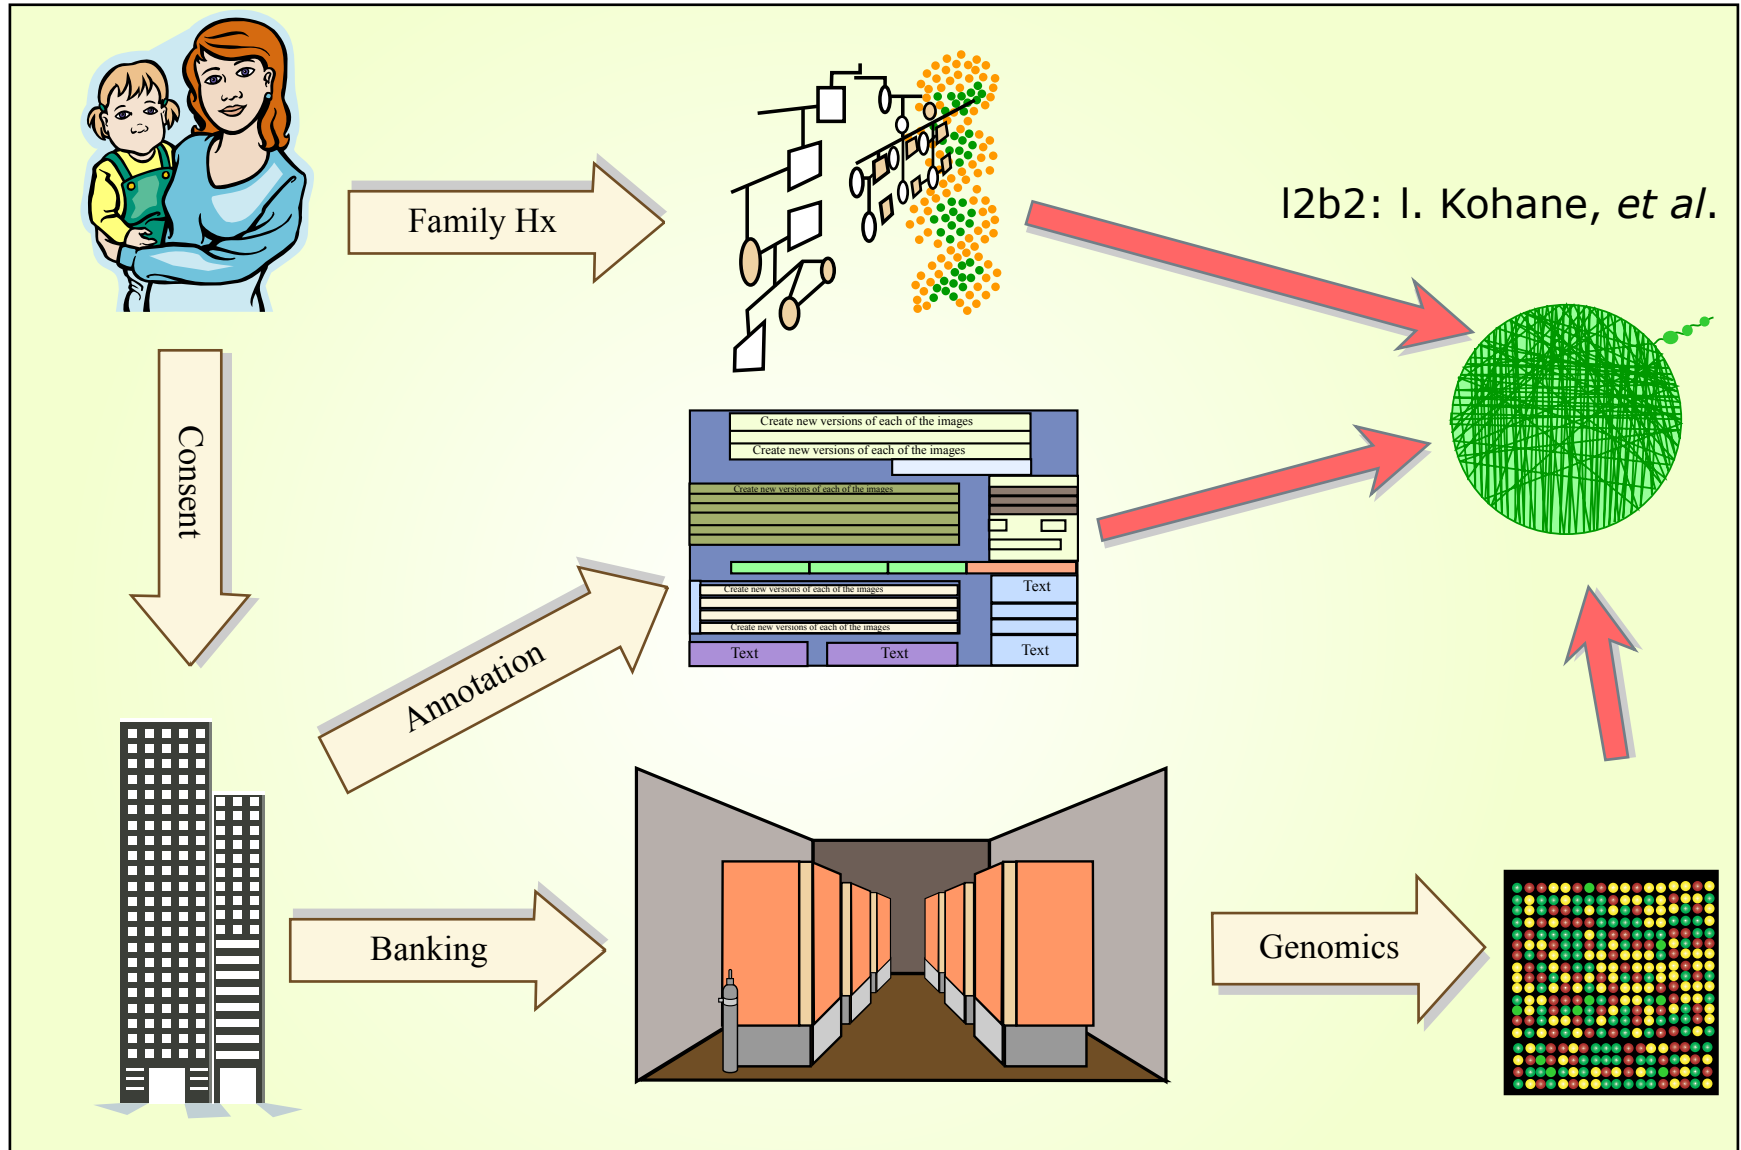 Family Hx
l2b2: l. Kohane, et al.
Consent
Create new versions of each of the images
Create new versions of each of the images
Create new versions of each of the images
Annotation
Create new versions of each of the images
Text
Create new versions of each of the images
Text
Text
Text
Banking
Genomics